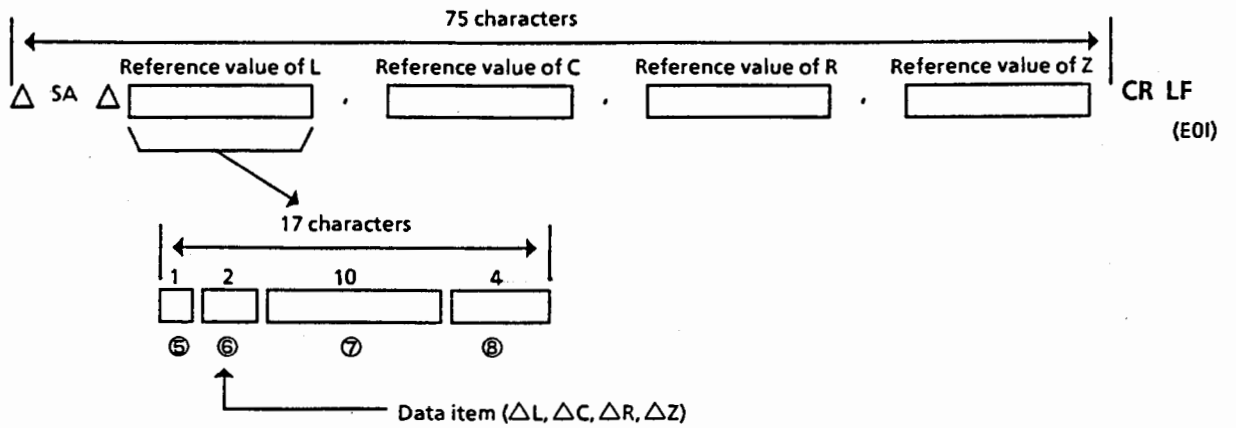 75 characters
Reference value of L Reference value of C Reference value of R Reference value of Z
△ SA △ , , , CR LF
(EOI)
17 characters
1 2 10 4
⑤ ⑥ ⑦ ⑧
Data item (△L, △C, △R, △Z)